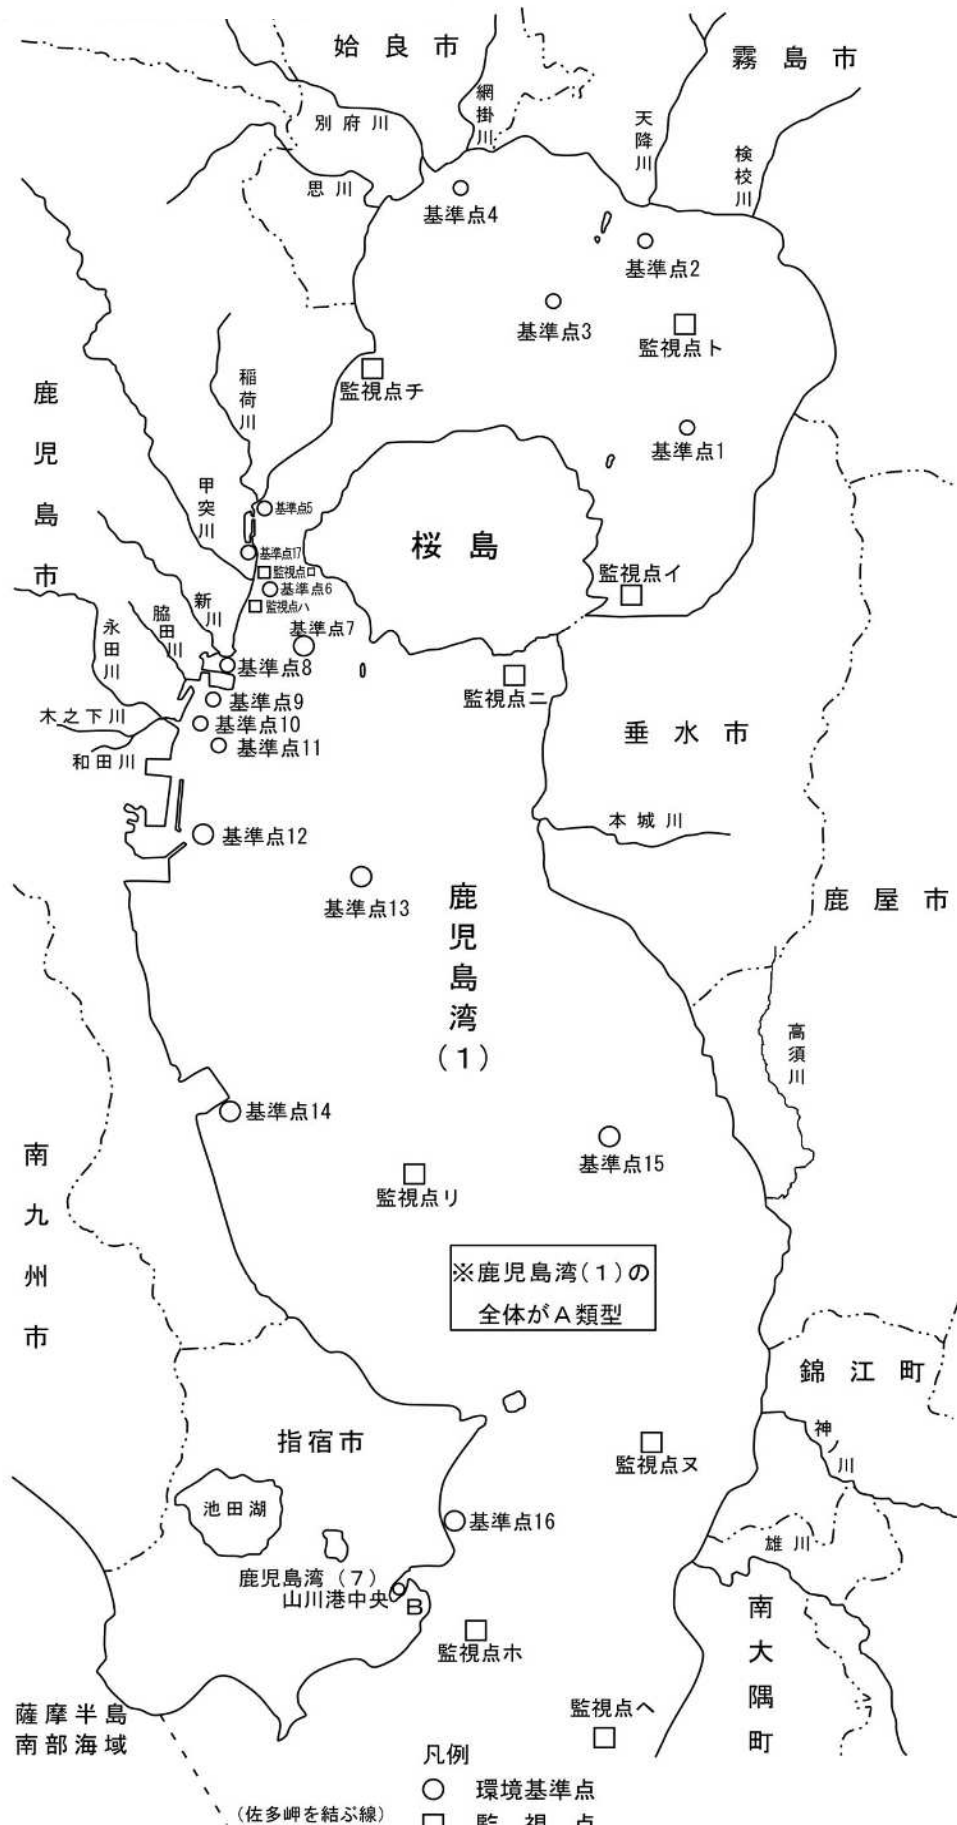 姶良市
霧島市
別府川
網掛川
天降川
検校川
思川
基準点4
基準点2
基準点3
監視点ト
監視点チ
稲荷川
鹿児島市
基準点1
甲突川
基準点5
桜島
基準点17
監視点ロ
監視点イ
基準点6
監視点ハ
新川
脇田川
永田川
基準点7
基準点8
監視点ニ
基準点9
木之下川
基準点10
垂水市
基準点11
和田川
本城川
基準点12
基準点13
鹿児島湾(1)
鹿屋市
高須川
基準点14
南九州市
基準点15
監視点リ
※鹿児島湾(1)の
全体がA類型
錦江町
神ノ川
指宿市
監視点ヌ
池田湖
基準点16
雄川
鹿児島湾(7)
山川港中央
B
南大隅町
監視点ホ
薩摩半島
南部海域
監視点ヘ
凡例
環境基準点
(佐多岬を結ぶ線)
監視点